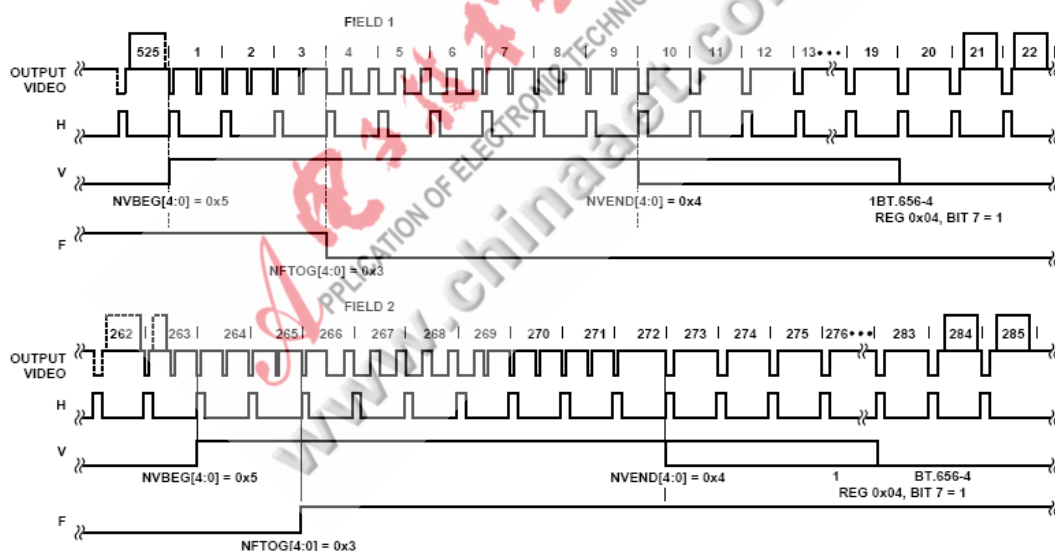 FIELD 1
525 1 2 3 4 5 6 7 8 9 10 11 12 13••• 19 20 21 22
OUTPUT
VIDEO
H
V
NVBEG[4:0] = 0x5 NVEND[4:0] = 0x4 1BT.656-4
REG 0x04, BIT 7 = 1
F
NFTOG[4:0] = 0x3
FIELD 2
262 263 264 265 266 267 268 269 270 271 272 273 274 275 276••• 283 284 285
OUTPUT
VIDEO
H
V
NVBEG[4:0] = 0x5 NVEND[4:0] = 0x4 1 BT.656-4
REG 0x04, BIT 7 = 1
F
NFTOG[4:0] = 0x3
APPLICATION OF ELECTRONIC TECHNIC
www.chinaaet.co